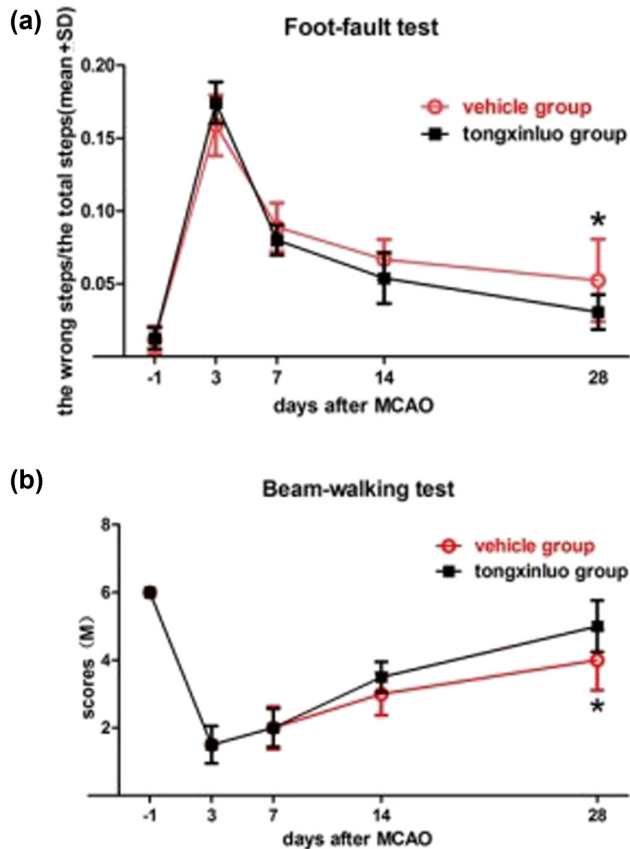 (a)
Foot-fault test
the wrong steps/the total steps(mean±SD)
0.20
0.15
0.10
0.05
vehicle group
tongxinluo group
*
-1 3 7 14 28
days after MCAO
(b)
Beam-walking test
scores（M）
8
6
4
2
vehicle group
tongxinluo group
*
-1 3 7 14 28
days after MCAO